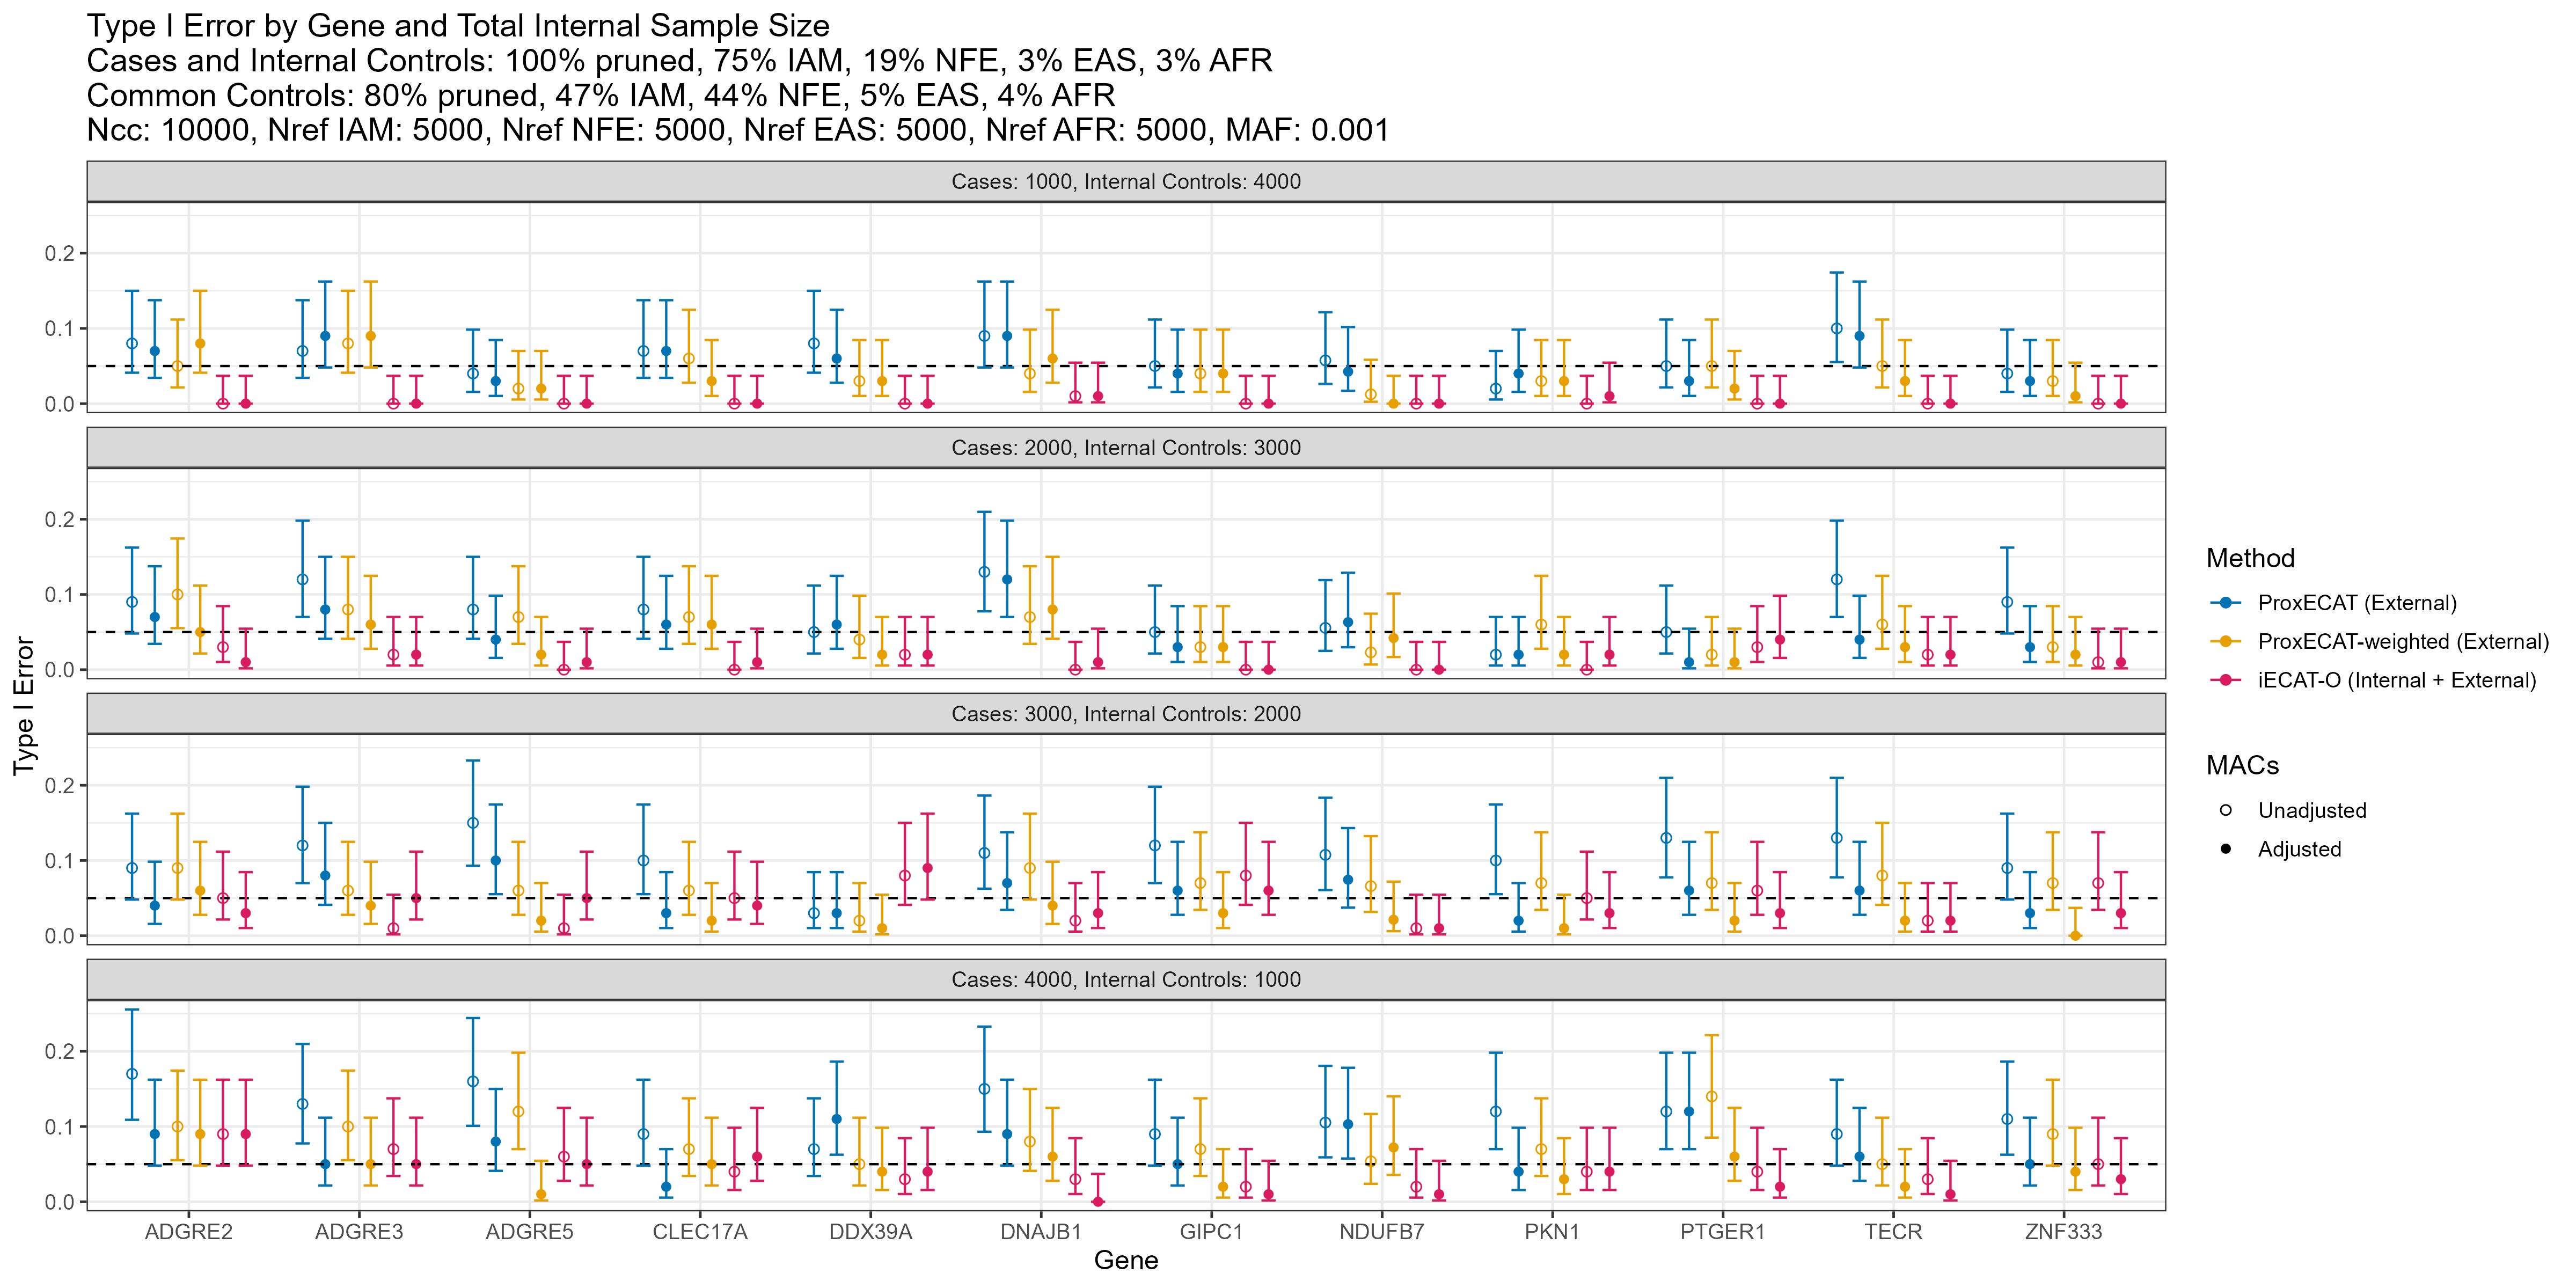 Type I Error by Gene and Total Internal Sample Size
Cases and Internal Controls: 100% pruned, 75% IAM, 19% NFE, 3% EAS, 3% AFR
Common Controls: 80% pruned, 47% IAM, 44% NFE, 5% EAS, 4% AFR
Ncc: 10000, Nref IAM: 5000, Nref NFE: 5000, Nref EAS: 5000, Nref AFR: 5000, MAF: 0.001
Cases: 1000, Internal Controls: 4000
0.2
0.1
0.0
Cases: 2000, Internal Controls: 3000
0.2
0.1
0.0
Cases: 3000, Internal Controls: 2000
0.2
0.1
0.0
Cases: 4000, Internal Controls: 1000
0.2
0.1
0.0
Type I Error
ADGRE2 ADGRE3 ADGRE5 CLEC17A DDX39A DNAJB1 GIPC1 NDUFB7 PKN1 PTGER1 TECR ZNF333
Gene
Method
ProxECAT (External)
ProxECAT-weighted (External)
iECAT-O (Internal + External)
MACs
Unadjusted
Adjusted